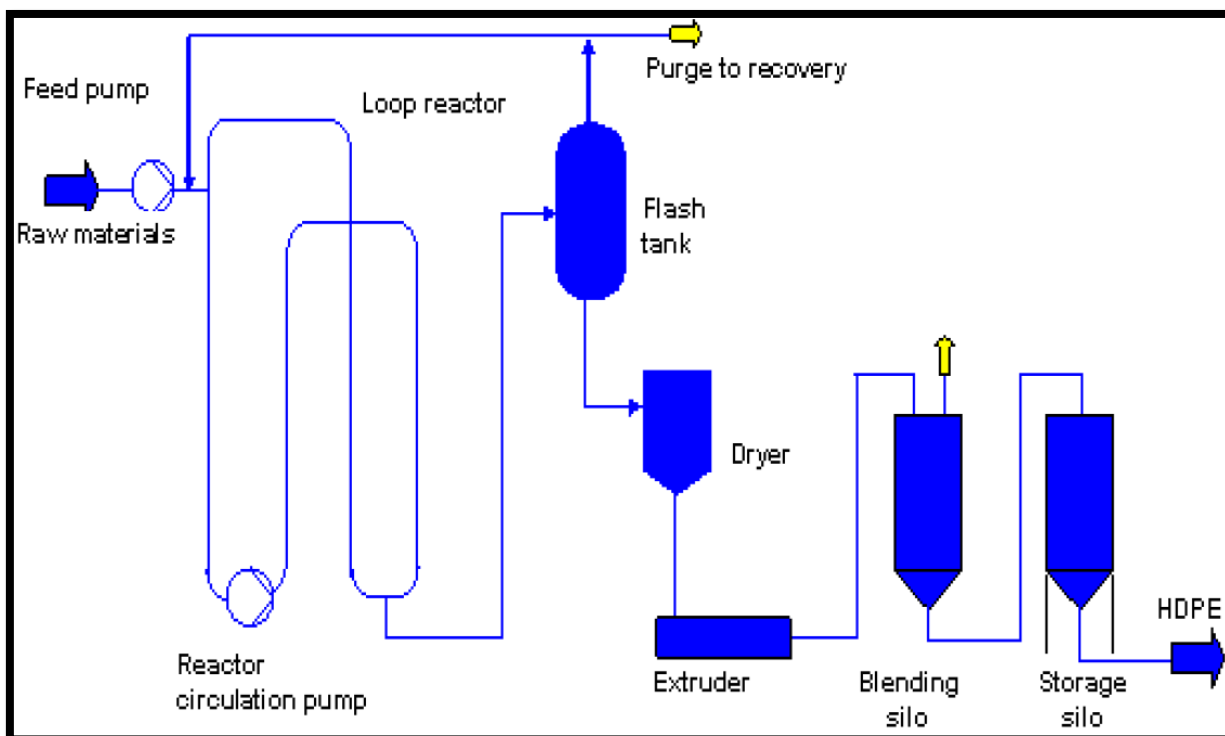 Purge to recovery
Feed pump
Loop reactor
Raw materials
Flash
tank
Dryer
HDPE
Reactor
circulation pump
Extruder
Blending
silo
Storage
silo